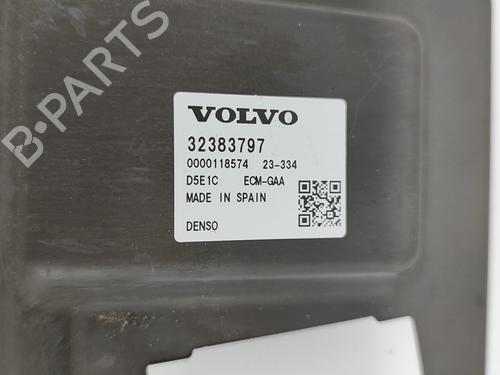 B-PARTS
VOLVO
32383797
0000118574 23-334
D5E1C ECM-GAA
MADE IN SPAIN
DENSO